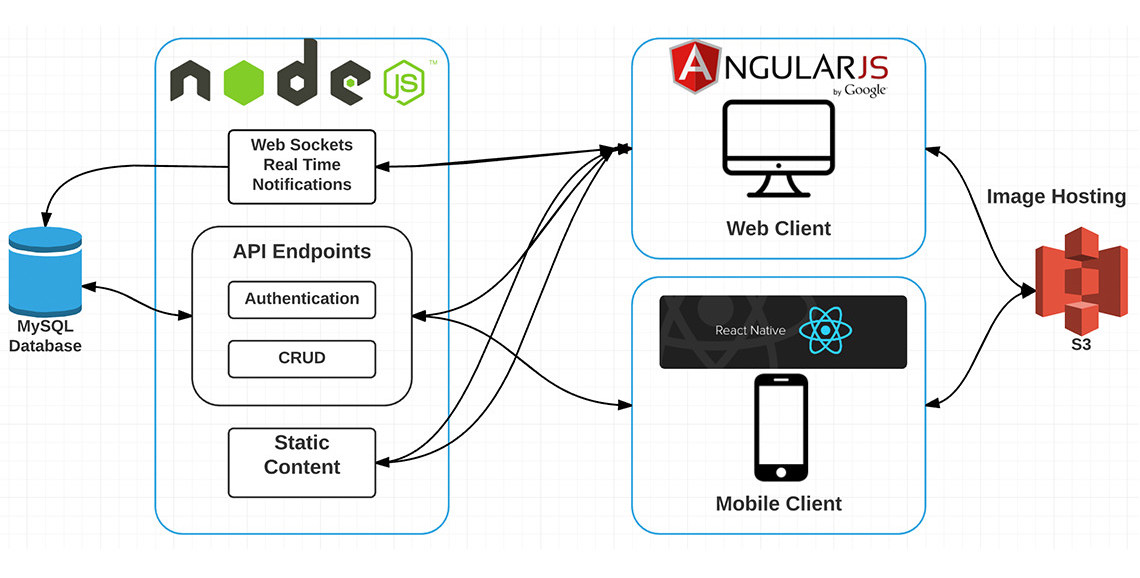 node
JS
TM
Web Sockets
Real Time
Notifications
API Endpoints
Authentication
CRUD
Static
Content
MySQL
Database
ANGULARJS
by Google
Web Client
React Native
Mobile Client
Image Hosting
S3